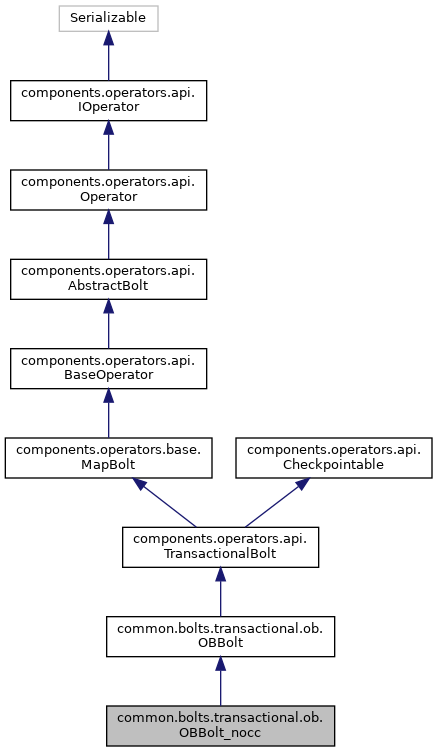 Serializable
components.operators.api.
IOperator
components.operators.api.
Operator
components.operators.api.
AbstractBolt
components.operators.api.
BaseOperator
components.operators.base.
MapBolt
components.operators.api.
Checkpointable
components.operators.api.
TransactionalBolt
common.bolts.transactional.ob.
OBBolt
common.bolts.transactional.ob.
OBBolt_nocc